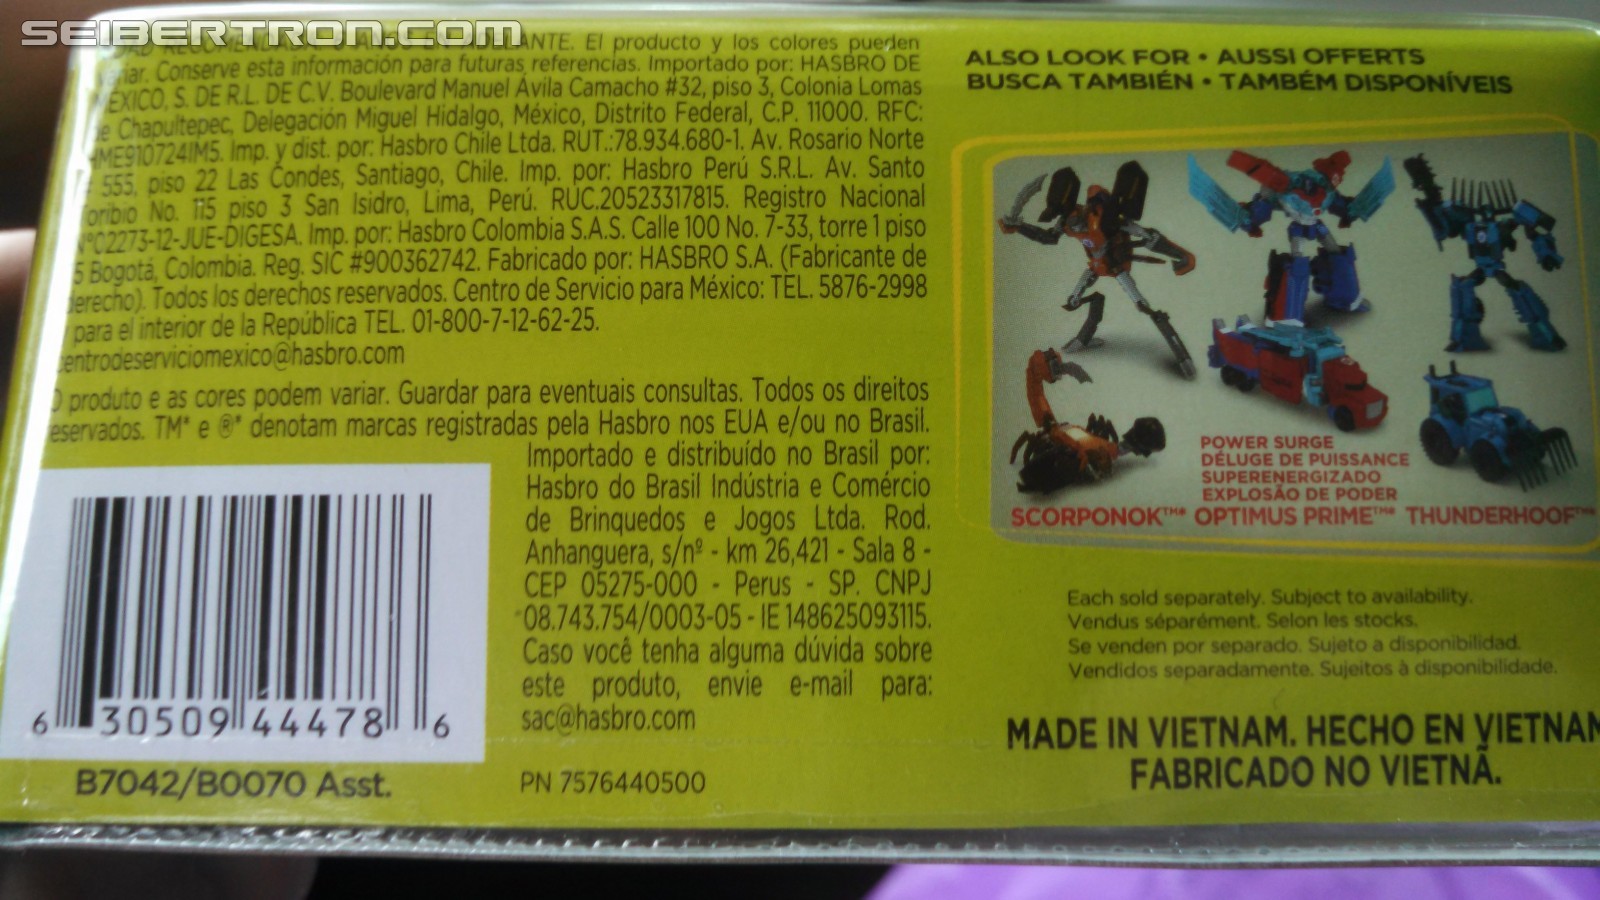 SEIBERTRON.COM
ADELANTE. El producto y los colores pueden
variar. Conserve esta información para futuras referencias. Importado por: HASBRO DE
MÉXICO, S. DE R.L. DE C.V. Boulevard Manuel Ávila Camacho #32, piso 3, Colonia Lomas
de Chapultepec, Delegación Miguel Hidalgo, México, Distrito Federal, C.P. 11000. RFC:
HME910724IM5. Imp. y dist. por: Hasbro Chile Ltda. RUT.:78.934.680-1. Av. Rosario Norte
# 555, piso 22 Las Condes, Santiago, Chile. Imp. por: Hasbro Perú S.R.L. Av. Santo
Toribio No. 115 piso 3 San Isidro, Lima, Perú. RUC.20523317815. Registro Nacional
N°02273-12-JUE-DIGESA. Imp. por: Hasbro Colombia S.A.S. Calle 100 No. 7-33, torre 1 piso
5 Bogotá, Colombia. Reg. SIC #900362742. Fabricado por: HASBRO S.A. (Fabricante de
derecho). Todos los derechos reservados. Centro de Servicio para México: TEL. 5876-2998
y para el interior de la República TEL. 01-800-7-12-62-25.
centrodeserviciomexico@hasbro.com
O produto e as cores podem variar. Guardar para eventuais consultas. Todos os direitos
reservados. TM* e ®* denotam marcas registradas pela Hasbro nos EUA e/ou no Brasil.
Importado e distribuído no Brasil por:
Hasbro do Brasil Indústria e Comércio
de Brinquedos e Jogos Ltda. Rod.
Anhanguera, s/nº - km 26,421 - Sala 8 -
CEP 05275-000 - Perus - SP. CNPJ
08.743.754/0003-05 - IE 148625093115.
Caso você tenha alguma dúvida sobre
este produto, envie e-mail para:
sac@hasbro.com
6 30509 44478 6
B7042/B0070 Asst.
PN 7576440500
ALSO LOOK FOR • AUSSI OFFERTS
BUSCA TAMBIÉN • TAMBÉM DISPONÍVEIS
POWER SURGE
DÉLUGE DE PUISSANCE
SUPERENERGIZADO
EXPLOSÃO DE PODER
SCORPONOK™* OPTIMUS PRIME™* THUNDERHOOF™*
Each sold separately. Subject to availability.
Vendus séparément. Selon les stocks.
Se venden por separado. Sujeto a disponibilidad.
Vendidos separadamente. Sujeitos à disponibilidade.
MADE IN VIETNAM. HECHO EN VIETNAM
FABRICADO NO VIETNÃ.